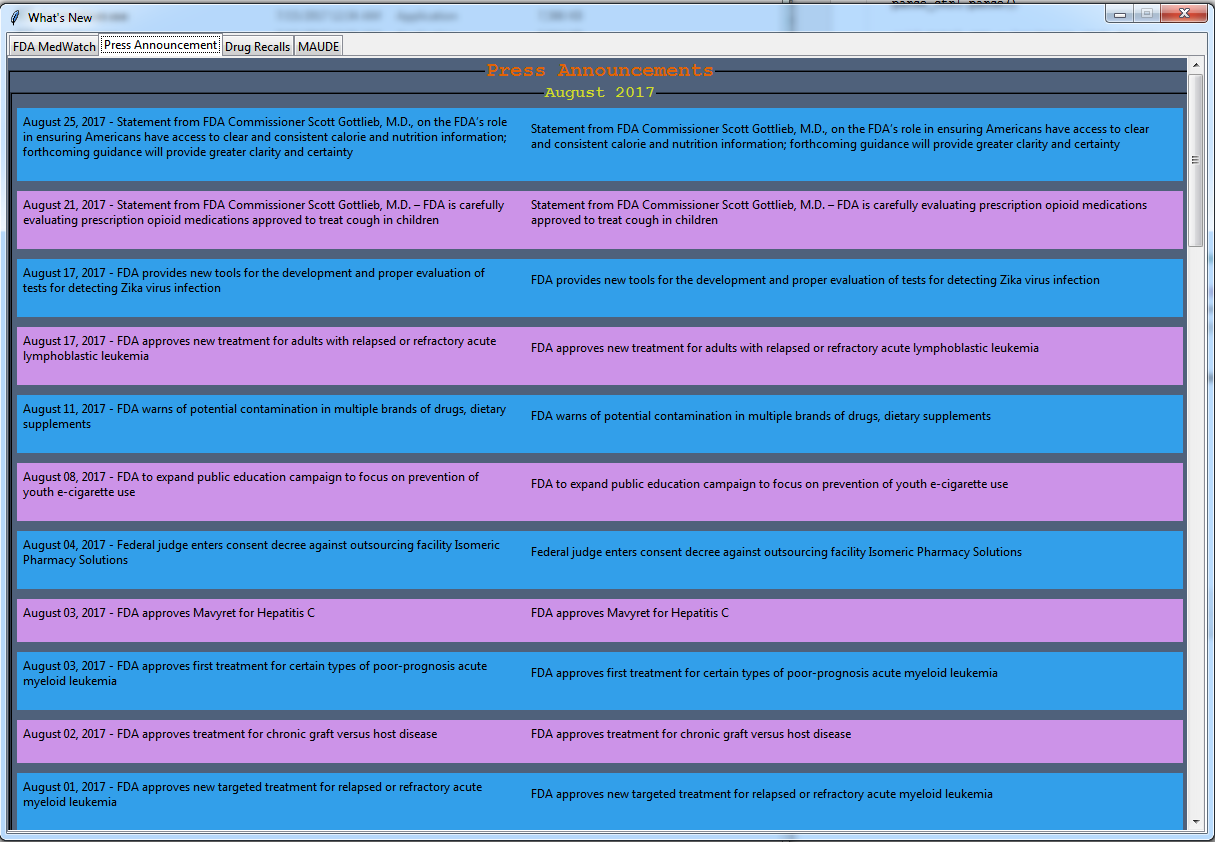 What's New
parse_ctrl.parse()
FDA MedWatch Press Announcement Drug Recalls MAUDE
Press Announcements
August 2017
August 25, 2017 - Statement from FDA Commissioner Scott Gottlieb, M.D., on the FDA's role
in ensuring Americans have access to clear and consistent calorie and nutrition information;
forthcoming guidance will provide greater clarity and certainty
Statement from FDA Commissioner Scott Gottlieb, M.D., on the FDA's role in ensuring Americans have access to clear
and consistent calorie and nutrition information; forthcoming guidance will provide greater clarity and certainty
August 21, 2017 - Statement from FDA Commissioner Scott Gottlieb, M.D. – FDA is carefully
evaluating prescription opioid medications approved to treat cough in children
Statement from FDA Commissioner Scott Gottlieb, M.D. – FDA is carefully evaluating prescription opioid medications
approved to treat cough in children
August 17, 2017 - FDA provides new tools for the development and proper evaluation of
tests for detecting Zika virus infection
FDA provides new tools for the development and proper evaluation of tests for detecting Zika virus infection
August 17, 2017 - FDA approves new treatment for adults with relapsed or refractory acute
lymphoblastic leukemia
FDA approves new treatment for adults with relapsed or refractory acute lymphoblastic leukemia
August 11, 2017 - FDA warns of potential contamination in multiple brands of drugs, dietary
supplements
FDA warns of potential contamination in multiple brands of drugs, dietary supplements
August 08, 2017 - FDA to expand public education campaign to focus on prevention of
youth e-cigarette use
FDA to expand public education campaign to focus on prevention of youth e-cigarette use
August 04, 2017 - Federal judge enters consent decree against outsourcing facility Isomeric
Pharmacy Solutions
Federal judge enters consent decree against outsourcing facility Isomeric Pharmacy Solutions
August 03, 2017 - FDA approves Mavyret for Hepatitis C
FDA approves Mavyret for Hepatitis C
August 03, 2017 - FDA approves first treatment for certain types of poor-prognosis acute
myeloid leukemia
FDA approves first treatment for certain types of poor-prognosis acute myeloid leukemia
August 02, 2017 - FDA approves treatment for chronic graft versus host disease
FDA approves treatment for chronic graft versus host disease
August 01, 2017 - FDA approves new targeted treatment for relapsed or refractory acute
myeloid leukemia
FDA approves new targeted treatment for relapsed or refractory acute myeloid leukemia